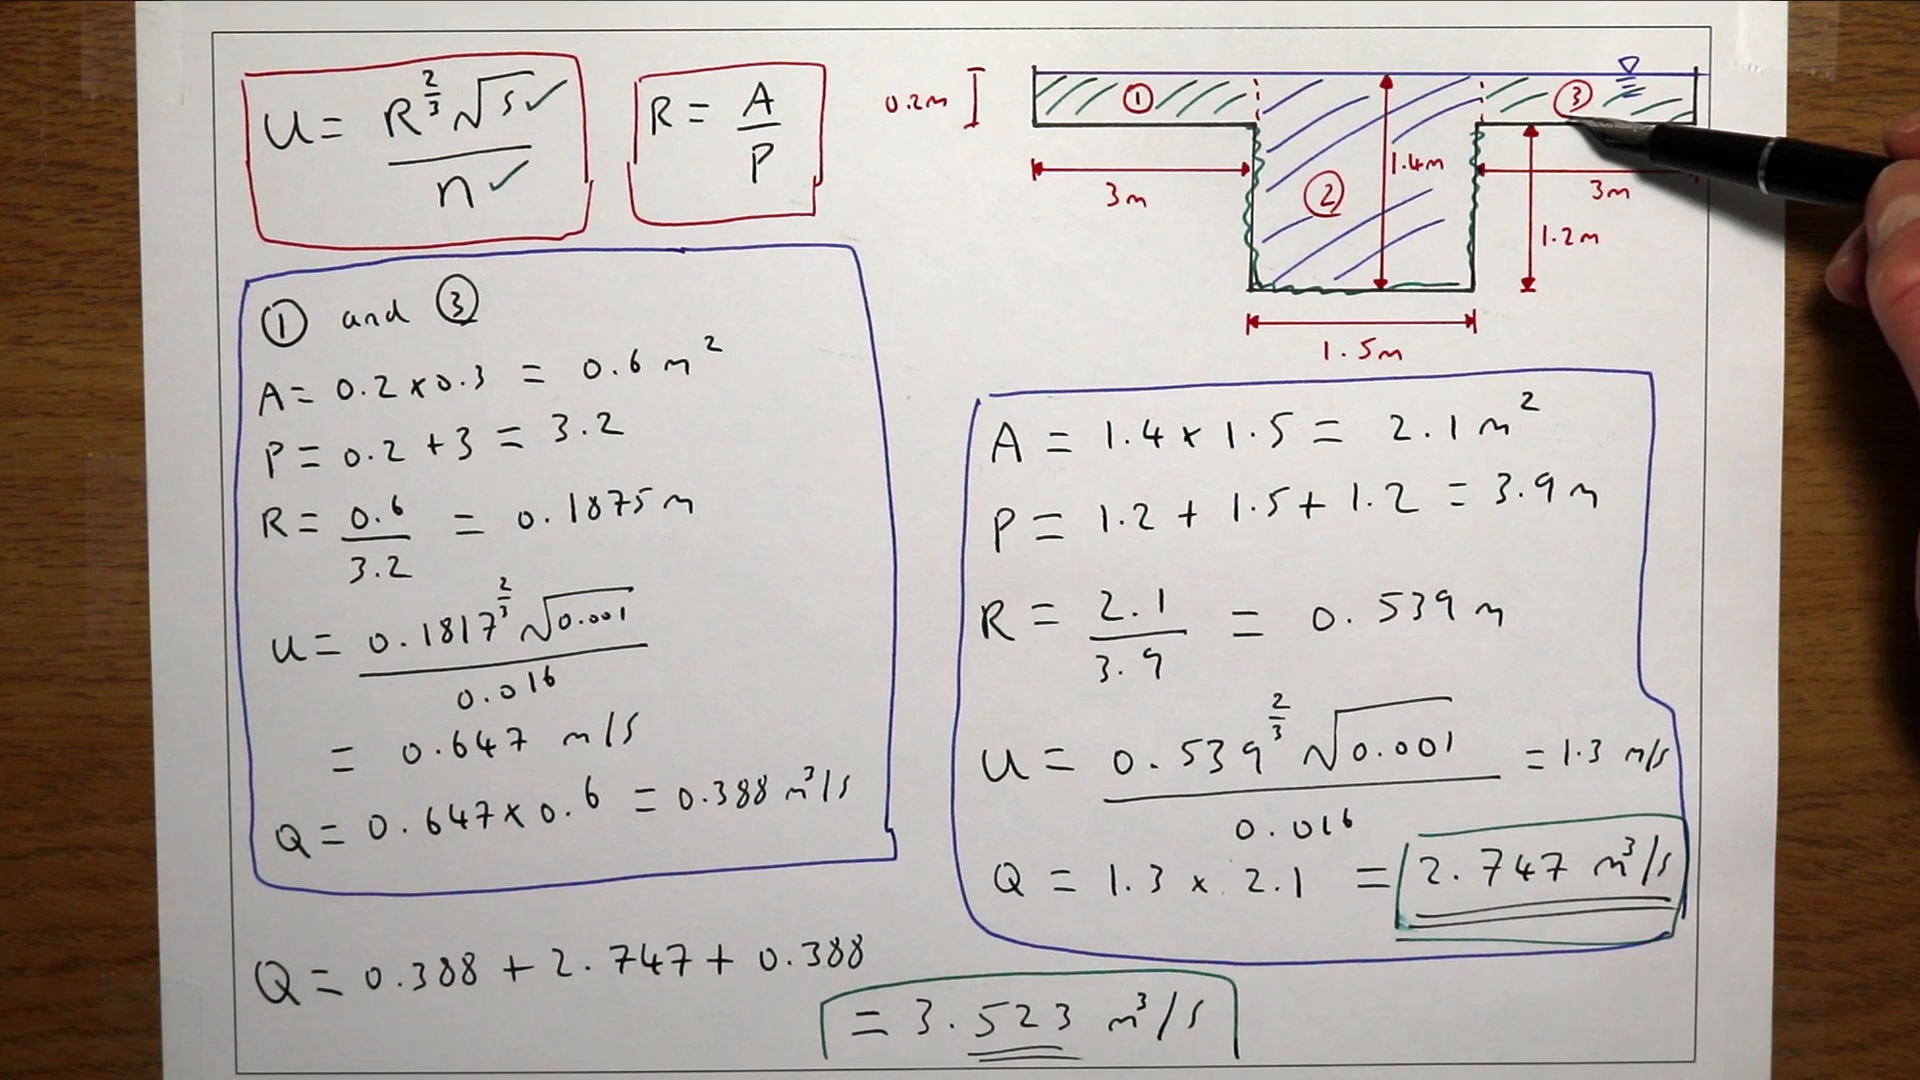 U = R^(2/3) √s ✓ / n ✓
R = A / P
0.2m
①
②
③
1.4m
3m
3m
1.2m
1.5m
① and ③
A = 0.2 x 0.3 = 0.6 m²
P = 0.2 + 3 = 3.2
R = 0.6 / 3.2 = 0.1875 m
U = 0.1817^(2/3) √0.001 / 0.016
= 0.647 m/s
Q = 0.647 x 0.6 = 0.388 m³/s
A = 1.4 x 1.5 = 2.1 m²
P = 1.2 + 1.5 + 1.2 = 3.9 m
R = 2.1 / 3.9 = 0.539 m
U = 0.539^(2/3) √0.001 / 0.016 = 1.3 m/s
Q = 1.3 x 2.1 = 2.747 m³/s
Q = 0.388 + 2.747 + 0.388
= 3.523 m³/s